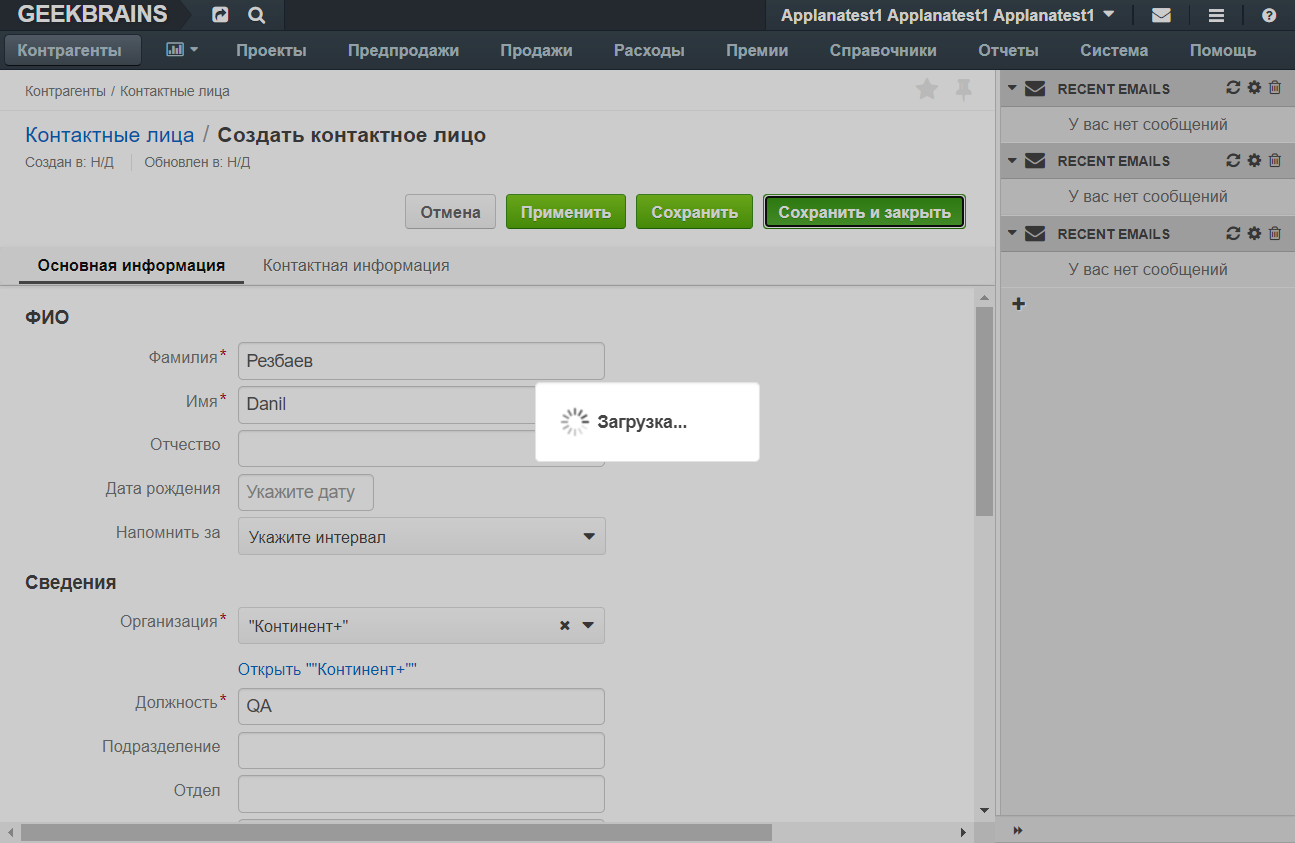 GEEKBRAINS
Applanatest1 Applanatest1 Applanatest1
Контрагенты Проекты Предпродажи Продажи Расходы Премии Справочники Отчеты Система Помощь
Контрагенты / Контактные лица
Контактные лица / Создать контактное лицо
Создан в: Н/Д Обновлен в: Н/Д
Отмена Применить Сохранить Сохранить и закрыть
Основная информация Контактная информация
ФИО
Фамилия* Резбаев
Имя* Danil
Отчество
Дата рождения Укажите дату
Напомнить за Укажите интервал
Загрузка...
Сведения
Организация* "Континент+"
Открыть ""Континент+""
Должность* QA
Подразделение
Отдел
RECENT EMAILS
У вас нет сообщений
RECENT EMAILS
У вас нет сообщений
RECENT EMAILS
У вас нет сообщений